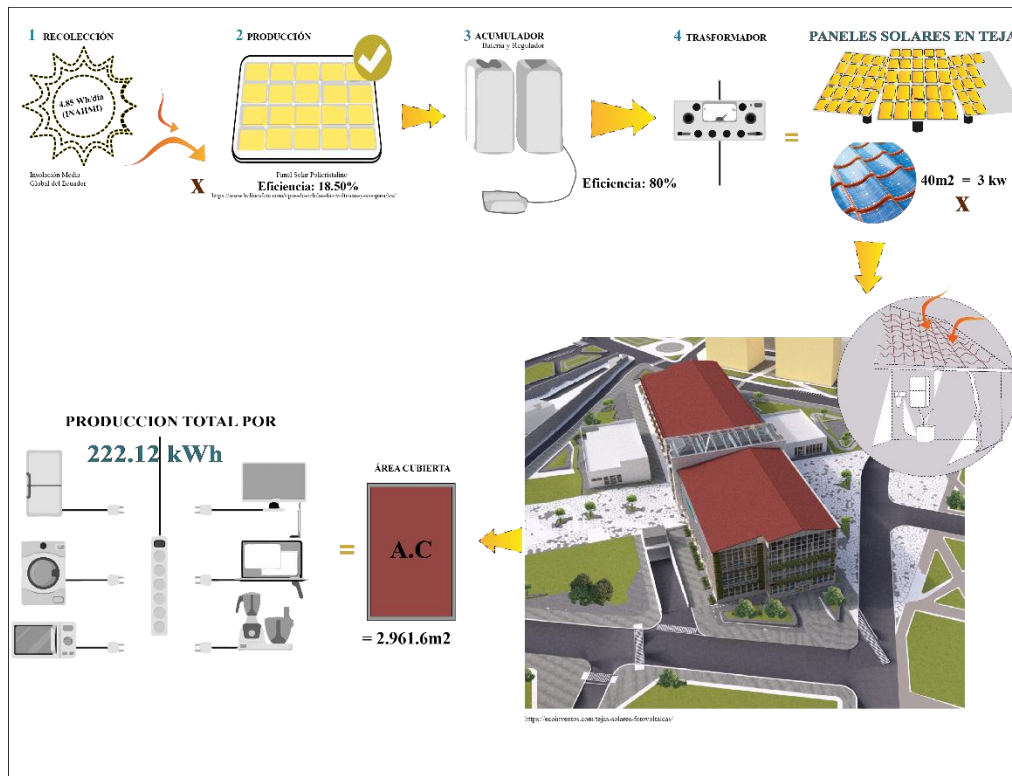 1 RECOLECCIÓN
4.85 Wh/día
(INAHMI)
Insolución Media
Global del Ecuador
X
2 PRODUCCIÓN
Panel Solar Policristalino
Eficiencia: 18.50%
3 ACUMULADOR
Batería y Regulador
Eficiencia: 80%
4 TRASFORMADOR
=
PANELES SOLARES EN TEJA
40m2 = 3 kw
X
PRODUCCION TOTAL POR
222.12 kWh
=
ÁREA CUBIERTA
A.C
= 2.961.6m2
https://ecoinventos.com/tejas-solares-fotovoltaicas/